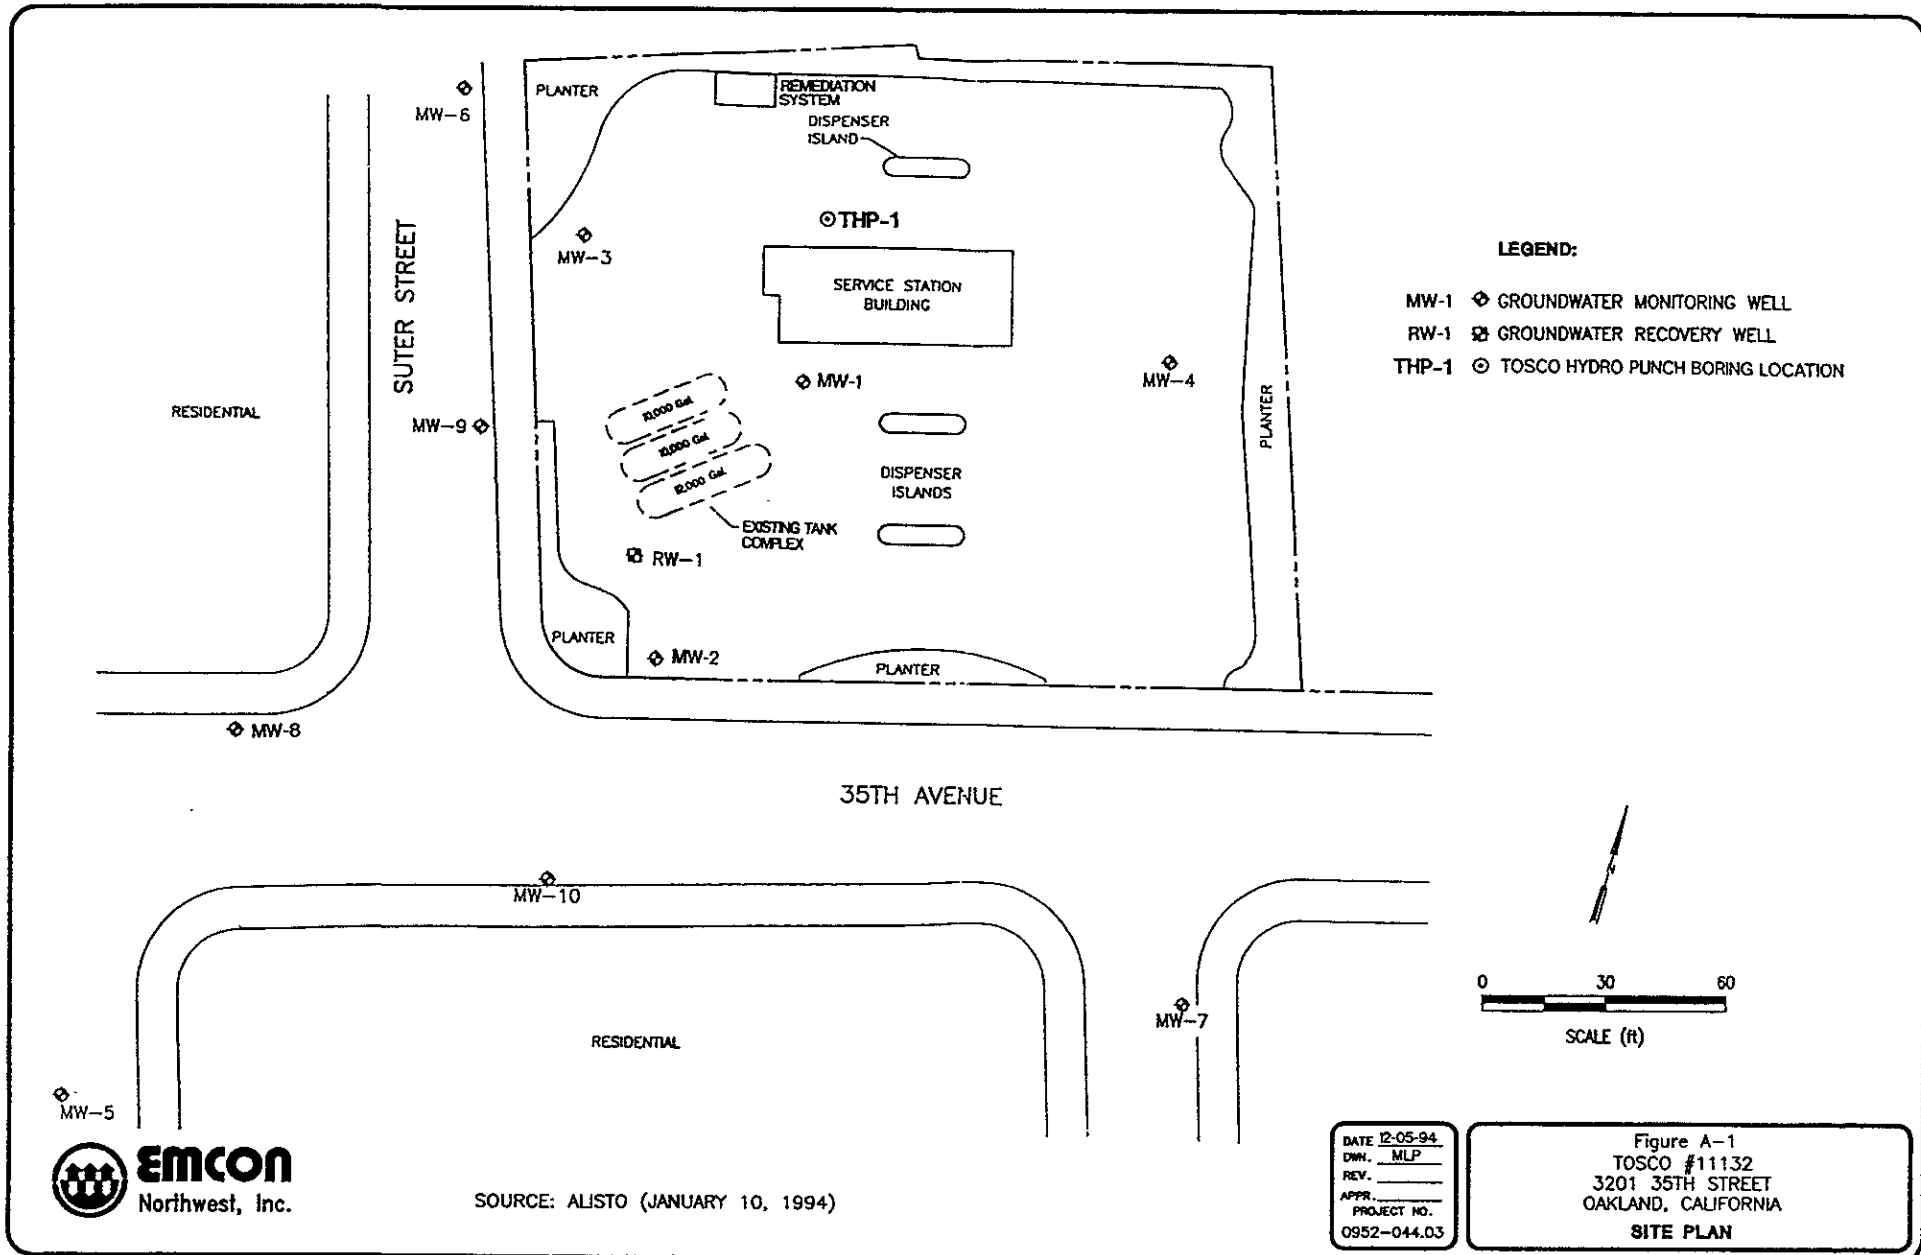 PLANTER
REMEDIATION
SYSTEM
DISPENSER
ISLAND
MW-6
THP-1
MW-3
SUTER STREET
SERVICE STATION
BUILDING
LEGEND:
MW-1 GROUNDWATER MONITORING WELL
RW-1 GROUNDWATER RECOVERY WELL
THP-1 TOSCO HYDRO PUNCH BORING LOCATION
MW-4
MW-1
RESIDENTIAL
10,000 Gal.
10,000 Gal.
12,000 Gal.
MW-9
PLANTER
DISPENSER
ISLANDS
EXISTING TANK
COMPLEX
RW-1
PLANTER
MW-2
PLANTER
MW-8
35TH AVENUE
MW-10
N
0 30 60
SCALE (ft)
MW-7
RESIDENTIAL
MW-5
EMCON
Northwest, Inc.
SOURCE: ALISTO (JANUARY 10, 1994)
DATE 12-05-94
DWN. MLP
REV.
APPR.
PROJECT NO.
0952-044.03
Figure A-1
TOSCO #11132
3201 35TH STREET
OAKLAND, CALIFORNIA
SITE PLAN